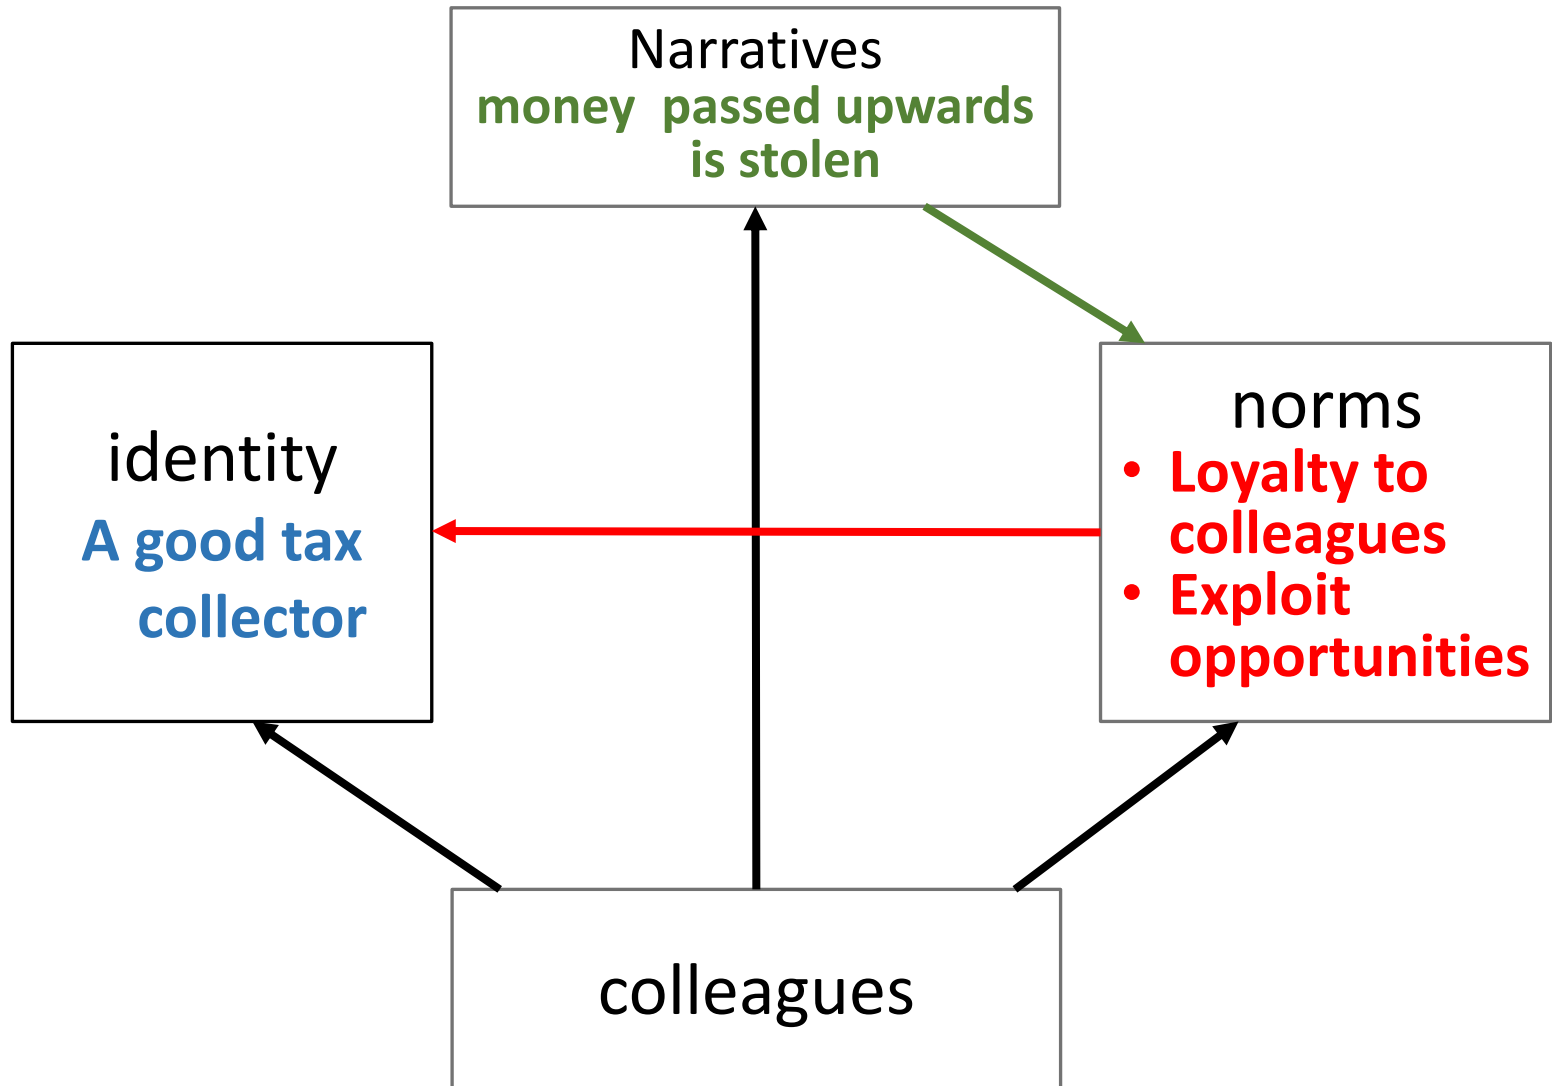 Narratives
money  passed upwards
is stolen
identity
A good tax
collector
norms
• Loyalty to
colleagues
• Exploit
opportunities
colleagues